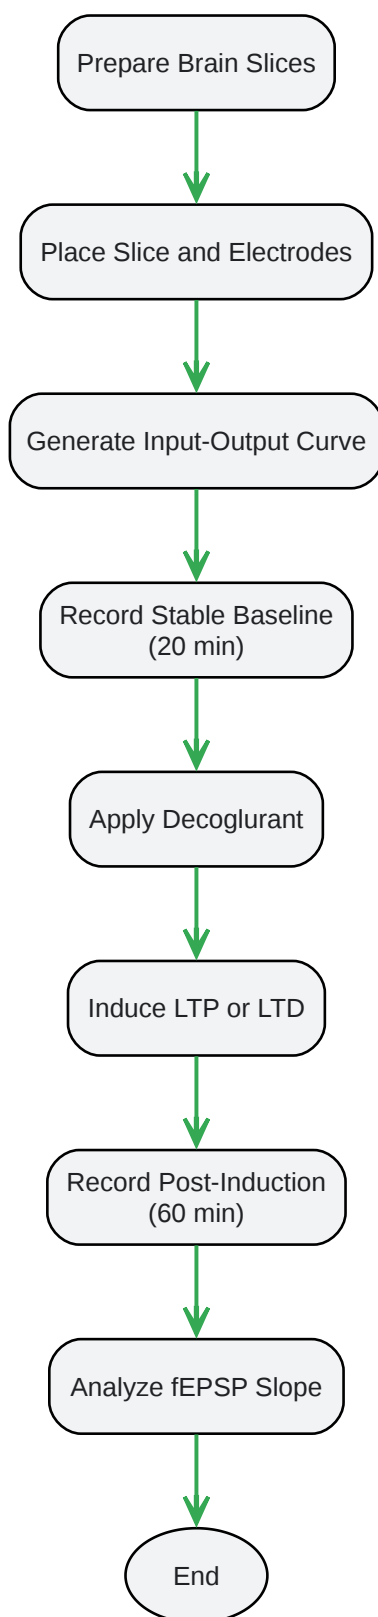 Prepare Brain Slices
Place Slice and Electrodes
Generate Input-Output Curve
Record Stable Baseline
(20 min)
Apply Decoglurant
Induce LTP or LTD
Record Post-Induction
(60 min)
Analyze fEPSP Slope
End